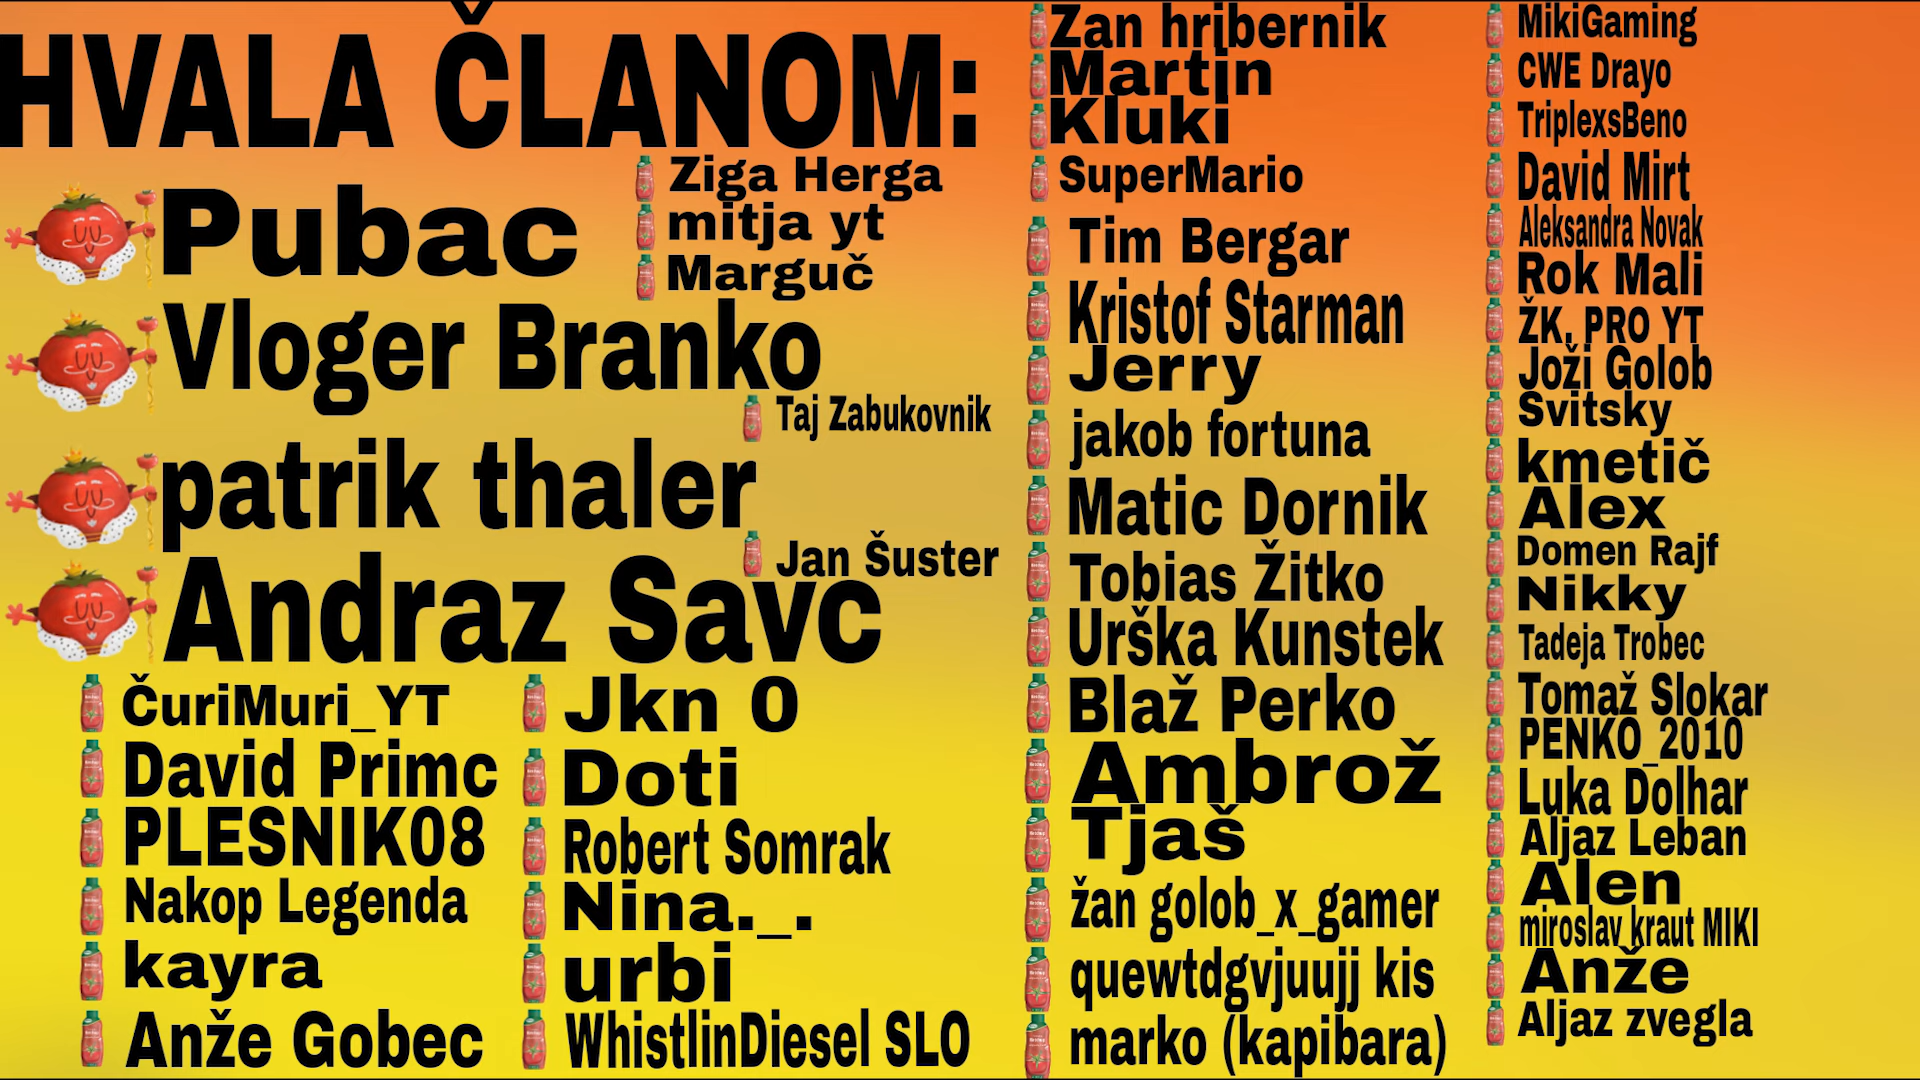 HVALA ČLANOM:
Pubac
Vloger Branko
patrik thaler
Andraz Savc
Ziga Herga
mitja yt
Marguč
Taj Zabukovnik
Jan Šuster
ČuriMuri_YT
David Primc
PLESNIK08
Nakop Legenda
kayra
Anže Gobec
Jkn 0
Doti
Robert Somrak
Nina._.
urbi
WhistlinDiesel SLO
Žan hribernik
Martin
Kluki
SuperMario
Tim Bergar
Kristof Starman
Jerry
jakob fortuna
Matic Dornik
Tobias Žitko
Urška Kunstek
Blaž Perko
Ambrož
Tjaš
žan golob_x_gamer
quewtdgvjuujj kis
marko (kapibara)
MikiGaming
CWE Drayo
TriplexsBeno
David Mirt
Aleksandra Novak
Rok Mali
ŽK, PRO YT
Joži Golob
Svitsky
kmetič
Alex
Domen Rajf
Nikky
Tadeja Trobec
Tomaž Slokar
PENKO_2010
Luka Dolhar
Aljaz Leban
Alen
miroslav kraut MIKI
Anže
Aljaz zvegla